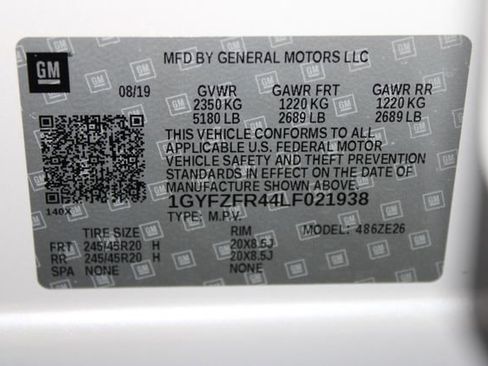 GM
MFD BY GENERAL MOTORS LLC
08/19 GVWR GAWR FRT GAWR RR
2350 KG 1220 KG 1220 KG
5180 LB 2689 LB 2689 LB
THIS VEHICLE CONFORMS TO ALL
APPLICABLE U.S. FEDERAL MOTOR
VEHICLE SAFETY AND THEFT PREVENTION
STANDARDS IN EFFECT ON THE DATE OF
MANUFACTURE SHOWN ABOVE.
140X 1GYFZFR44LF021938
TYPE: M.P.V. MODEL: 486ZE26
TIRE SIZE RIM
FRT 245/45R20 H 20X8.5J
RR 245/45R20 H 20X8.5J
SPA NONE NONE